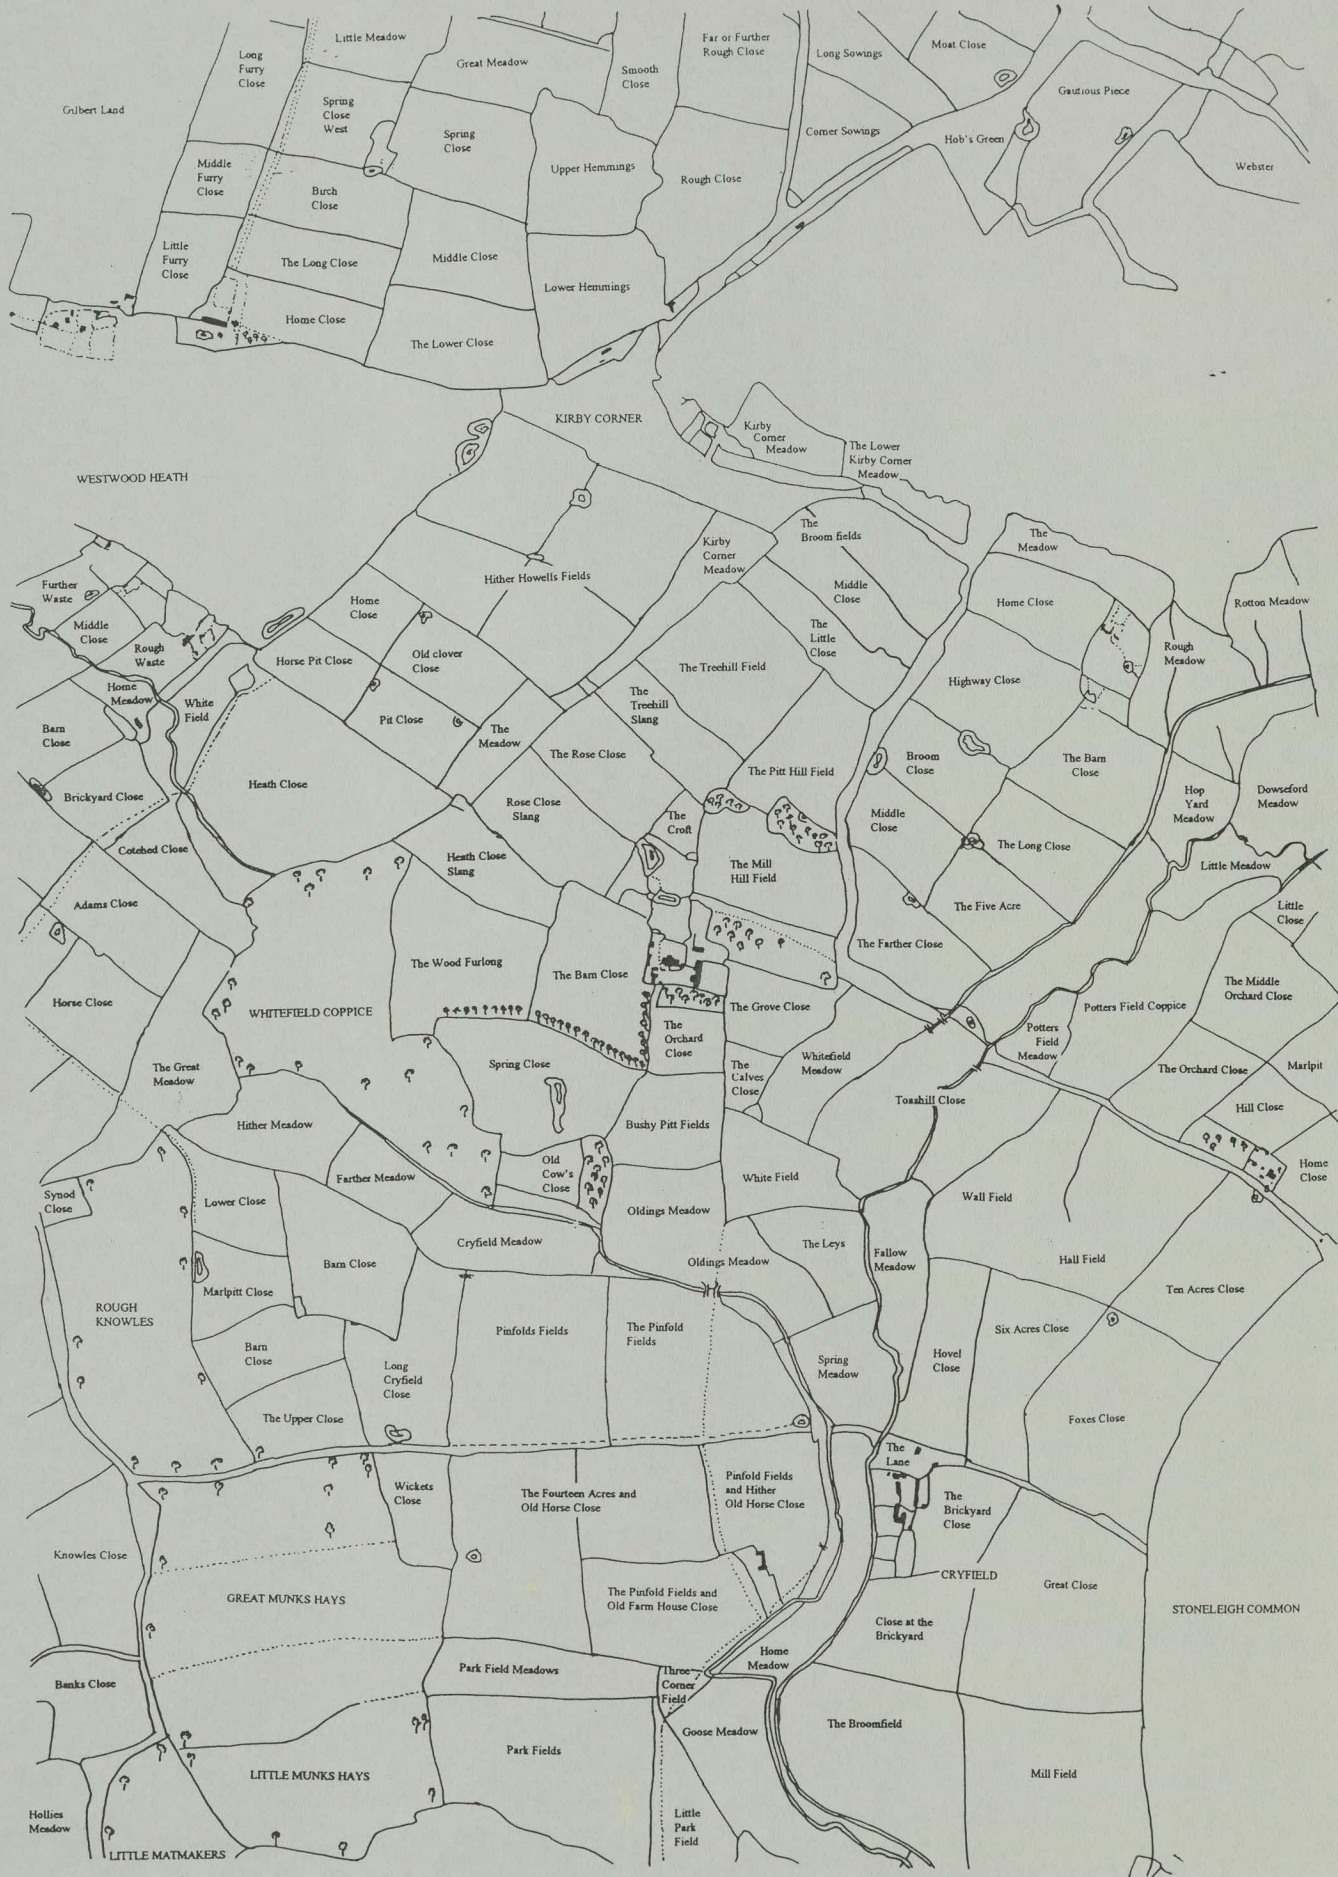 Little Meadow
Long
Furry
Close
Great Meadow
Far or Further
Rough Close
Long Sowings
Moat Close
Smooth
Close
Gilbert Land
Spring
Close
West
Spring
Close
Comer Sowings
Gautious Piece
Hob's Green
Webster
Middle
Furry
Close
Birch
Close
Upper Hemmings
Rough Close
Little
Furry
Close
The Long Close
Middle Close
Lower Hemmings
Home Close
The Lower Close
KIRBY CORNER
Kirby
Corner
Meadow
The Lower
Kirby Corner
Meadow
WESTWOOD HEATH
The
Broom fields
The
Meadow
Kirby
Corner
Meadow
Hither Howells Fields
Further
Waste
Middle
Close
Rough
Waste
Home
Close
Middle
Close
Home Close
Rotton Meadow
The
Little
Close
Horse Pit Close
Old clover
Close
The Treehill Field
Rough
Meadow
Home
Meadow
White
Field
Highway Close
The
Treehill
Slang
Pit Close
The
Meadow
Barn
Close
The Rose Close
Broom
Close
The Barn
Close
The Pitt Hill Field
Heath Close
Brickyard Close
Rose Close
Slang
Hop
Yard
Meadow
Dowseford
Meadow
The
Croft
Middle
Close
The Long Close
Cotched Close
Heath Close
Slang
The Mill
Hill Field
Little Meadow
Adams Close
The Five Acre
Little
Close
The Farther Close
The Wood Furlong
The Barn Close
The Middle
Orchard Close
Horse Close
WHITEFIELD COPPICE
The Grove Close
Potters Field Coppice
The
Orchard
Close
Potters
Field
Meadow
The Great
Meadow
Spring Close
The
Calves
Close
Whitefield
Meadow
The Orchard Close
Marlpit
Toashill Close
Hill Close
Hither Meadow
Bushy Pitt Fields
Old
Cow's
Close
Farther Meadow
White Field
Home
Close
Synod
Close
Lower Close
Wall Field
Oldings Meadow
Cryfield Meadow
The Leys
Fallow
Meadow
Barn Close
Oldings Meadow
Hall Field
Marlpitt Close
Ten Acres Close
ROUGH
KNOWLES
Pinfolds Fields
The Pinfold
Fields
Six Acres Close
Barn
Close
Long
Cryfield
Close
Spring
Meadow
Hovel
Close
The Upper Close
Foxes Close
The
Lane
Wickets
Close
The Fourteen Acres and
Old Horse Close
Pinfold Fields
and Hither
Old Horse Close
The
Brickyard
Close
Knowles Close
CRYFIELD
Great Close
GREAT MUNKS HAYS
The Pinfold Fields and
Old Farm House Close
STONELEIGH COMMON
Close at the
Brickyard
Home
Meadow
Park Field Meadows
Three
Corner
Field
Banks Close
Goose Meadow
The Broomfield
Park Fields
LITTLE MUNKS HAYS
Mill Field
Hollies
Meadow
Little
Park
Field
LITTLE MATMAKERS